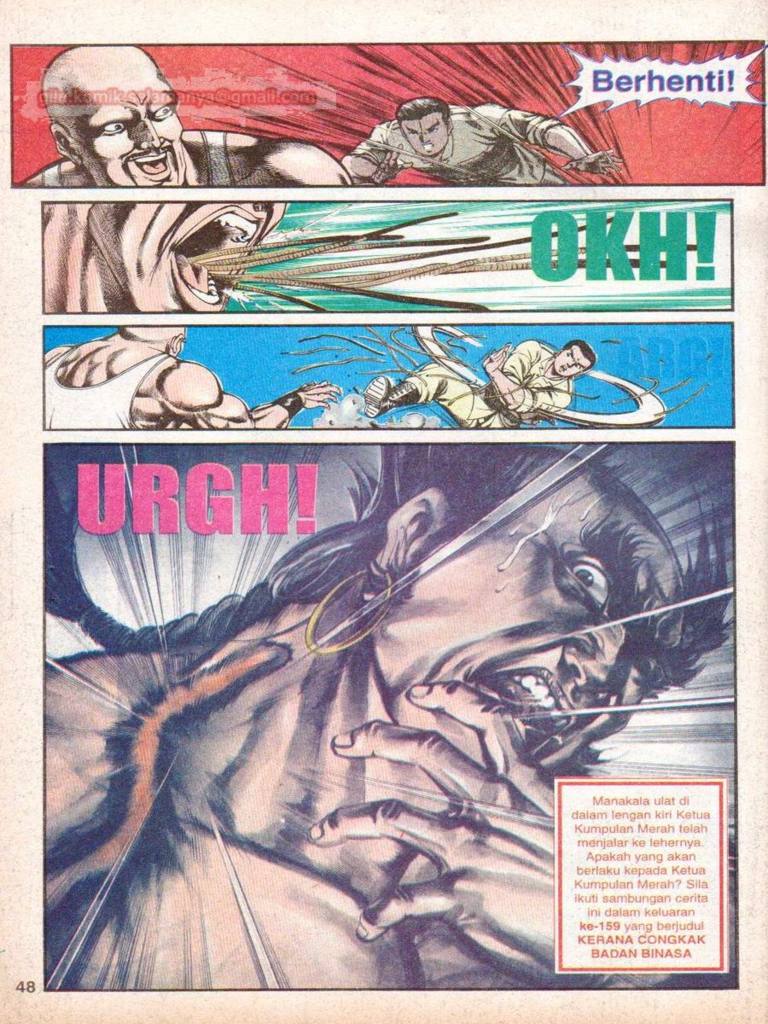 gila.komik.selamanya@gmail.com
Berhenti!
OKH!
ARG!
URGH!
Manakala ulat di
dalam lengan kiri Ketua
Kumpulan Merah telah
menjalar ke lehernya.
Apakah yang akan
berlaku kepada Ketua
Kumpulan Merah? Sila
ikuti sambungan cerita
ini dalam keluaran
ke-159 yang berjudul
KERANA CONGKAK
BADAN BINASA
48